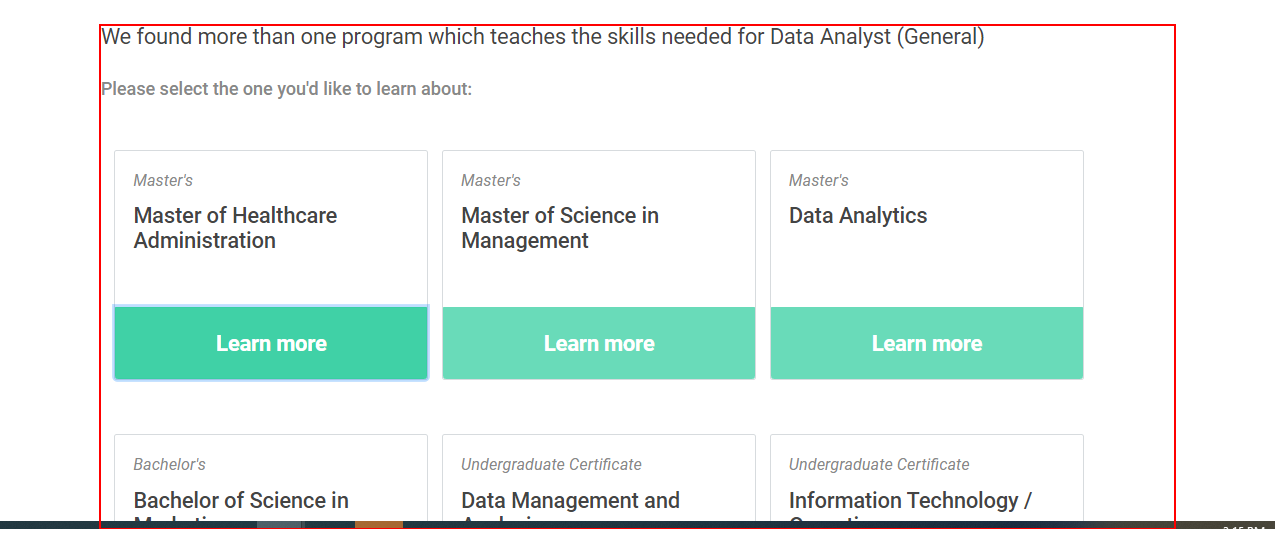 We found more than one program which teaches the skills needed for Data Analyst (General)
Please select the one you'd like to learn about:
Master's
Master of Healthcare
Administration
Learn more
Master's
Master of Science in
Management
Learn more
Master's
Data Analytics
Learn more
Bachelor's
Bachelor of Science in
Undergraduate Certificate
Data Management and
Undergraduate Certificate
Information Technology /